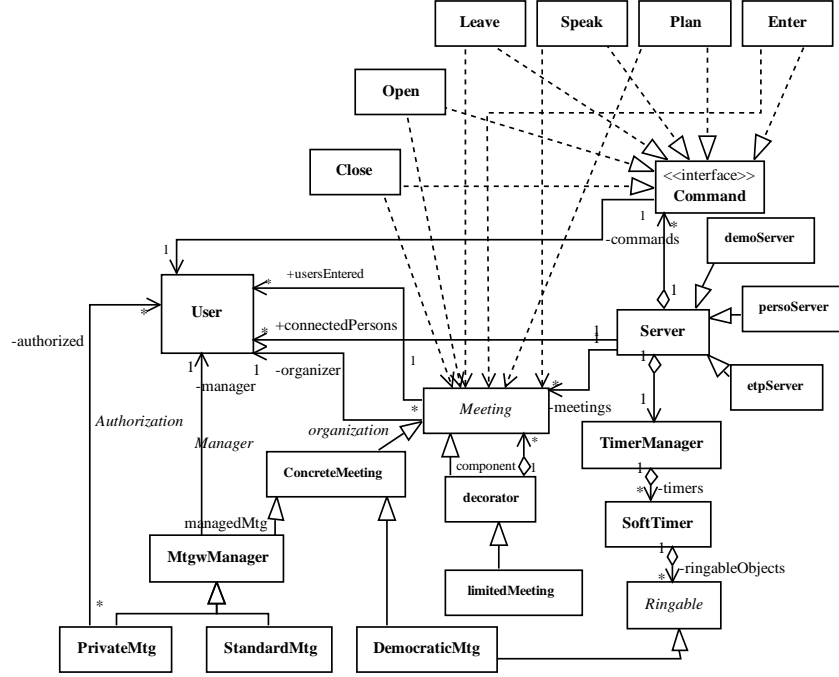 Leave
Speak
Plan
Enter
Open
Close
<<interface>>
Command
1
*
-commands
demoServer
1
+usersEntered
*
User
*
-authorized
1
persoServer
Server
+connectedPersons
*
1
1
1
-organizer
1
1
-manager
1
etpServer
*
-meetings
*
Meeting
1
Authorization
Manager
organization
TimerManager
ConcreteMeeting
component
*
1
1
-timers
*
decorator
managedMtg
SoftTimer
MtgwManager
1
-ringableObjects
*
limitedMeeting
Ringable
*
PrivateMtg
StandardMtg
DemocraticMtg